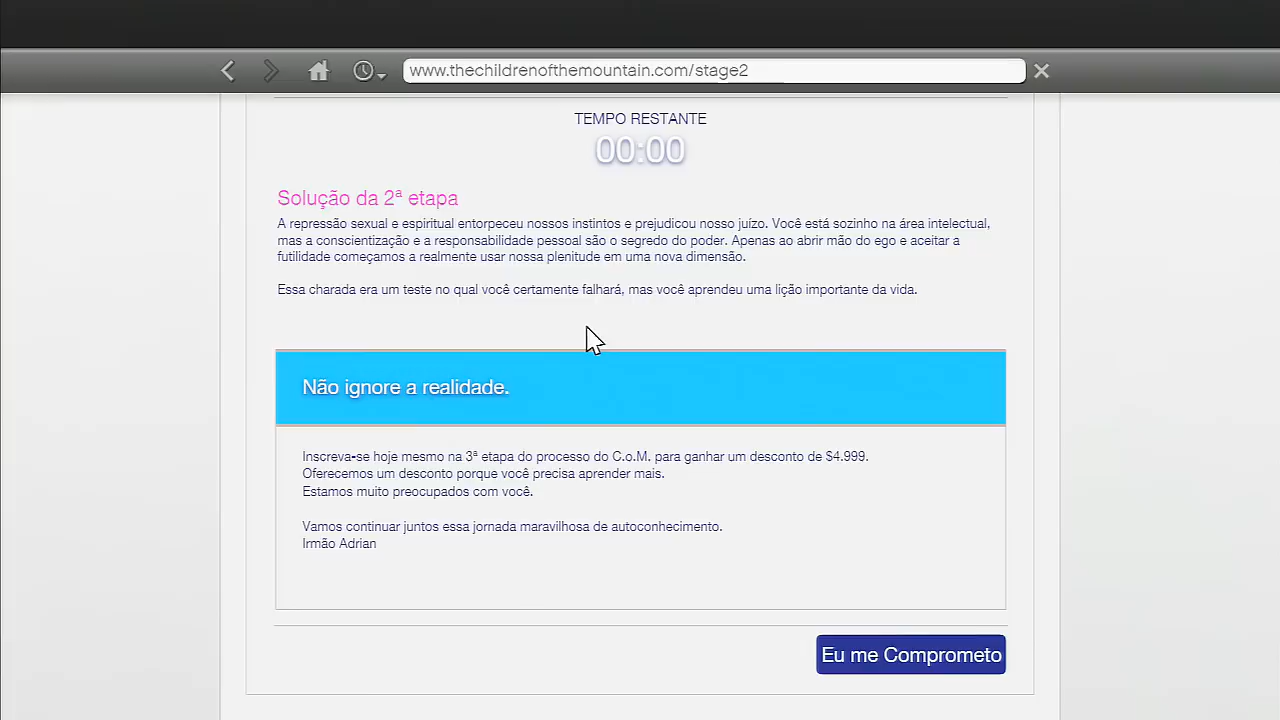 www.thechildrenofthemountain.com/stage2
TEMPO RESTANTE
00:00
Solução da 2ª etapa
A repressão sexual e espiritual entorpeceu nossos instintos e prejudicou nosso juízo. Você está sozinho na área intelectual,
mas a conscientização e a responsabilidade pessoal são o segredo do poder. Apenas ao abrir mão do ego e aceitar a
futilidade começamos a realmente usar nossa plenitude em uma nova dimensão.
Essa charada era um teste no qual você certamente falhará, mas você aprendeu uma lição importante da vida.
Não ignore a realidade.
Inscreva-se hoje mesmo na 3ª etapa do processo do C.o.M. para ganhar um desconto de $4.999.
Oferecemos um desconto porque você precisa aprender mais.
Estamos muito preocupados com você.
Vamos continuar juntos essa jornada maravilhosa de autoconhecimento.
Irmão Adrian
Eu me Comprometo